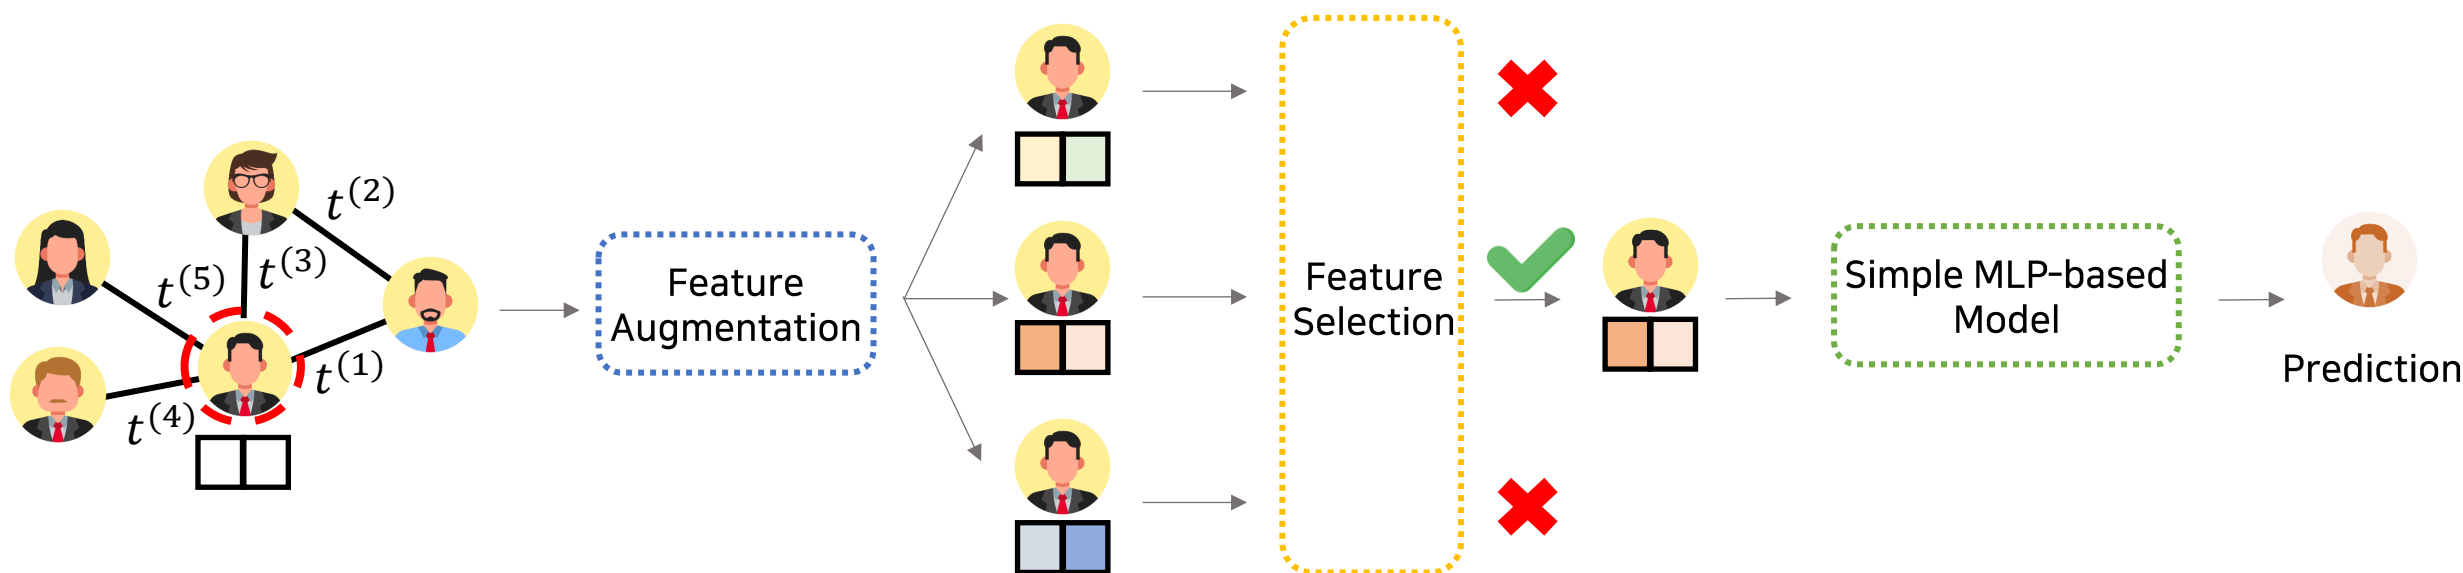 t^(2)
t^(3)
t^(5)
t^(1)
t^(4)
Feature
Augmentation
Feature
Selection
Simple MLP-based
Model
Prediction